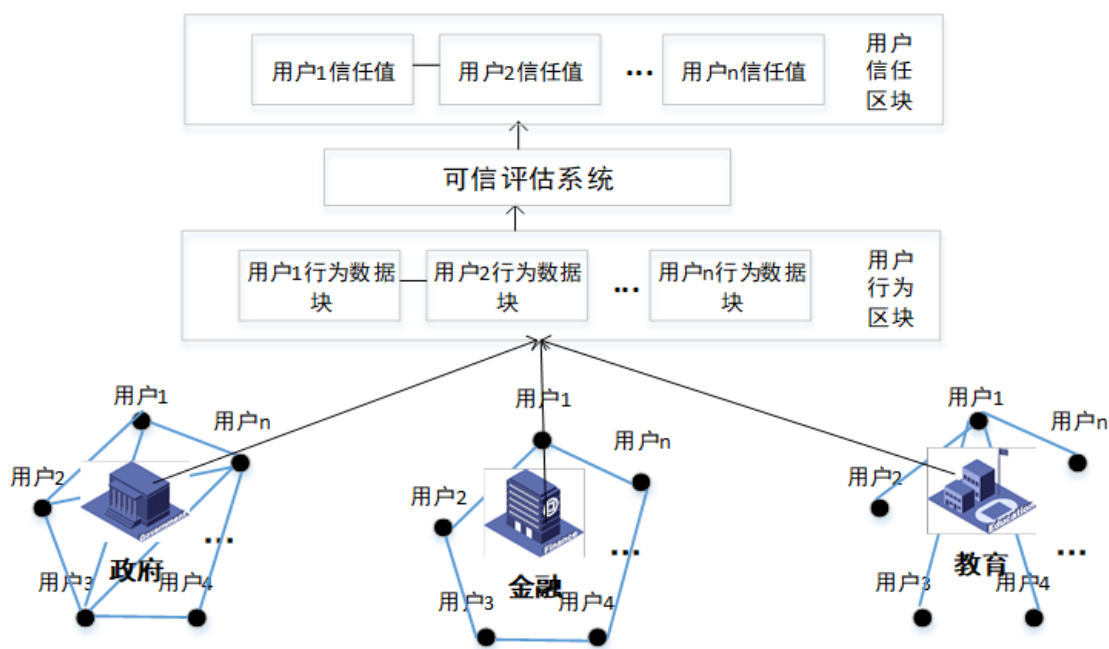 用户1信任值
用户2信任值
...
用户n信任值
用户
信任
区块
可信评估系统
用户1行为数据
块
用户2行为数据
块
...
用户n行为数据
块
用户
行为
区块
用户1
用户n
用户2
Government
...
政府
用户3
用户4
用户1
用户n
用户2
Finance
...
金融
用户3
用户4
用户1
用户n
用户2
Education
...
教育
用户3
用户4